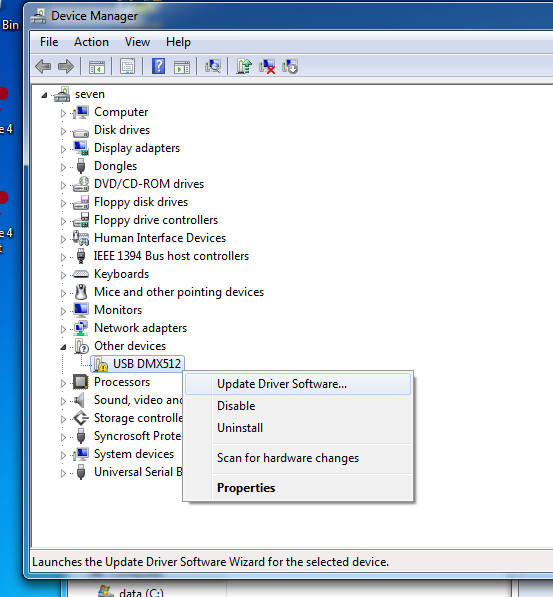 Device Manager
Bin
File Action View Help
seven
Computer
Disk drives
e 4
Display adapters
Dongles
DVD/CD-ROM drives
Floppy disk drives
Floppy drive controllers
e 4
t
Human Interface Devices
IEEE 1394 Bus host controllers
Keyboards
Mice and other pointing devices
Monitors
Network adapters
Other devices
USB DMX512
Processors
Sound, video and
Storage controlle
Syncrosoft Prote
System devices
Universal Serial B
Update Driver Software...
Disable
Uninstall
Scan for hardware changes
Properties
Launches the Update Driver Software Wizard for the selected device.
data (C:)